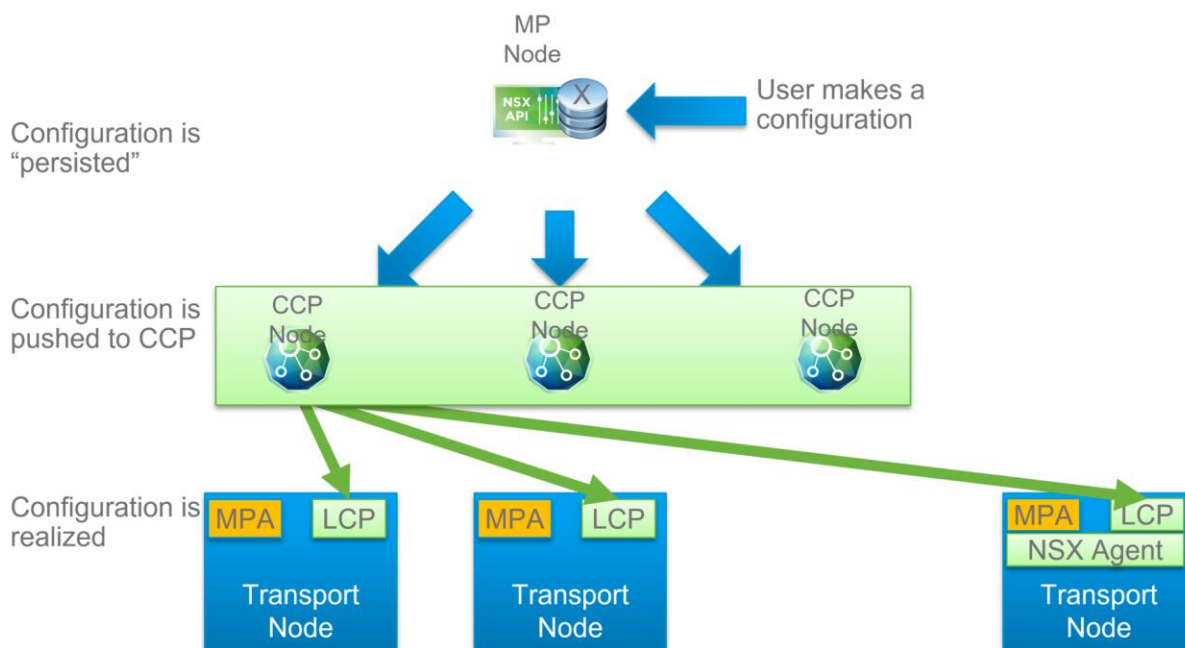 MP
Node
NSX
API
X
User makes a
configuration
Configuration is
“persisted”
Configuration is
pushed to CCP
CCP
Node
CCP
Node
CCP
Node
Configuration is
realized
MPA
LCP
Transport
Node
MPA
LCP
Transport
Node
MPA
LCP
NSX Agent
Transport
Node